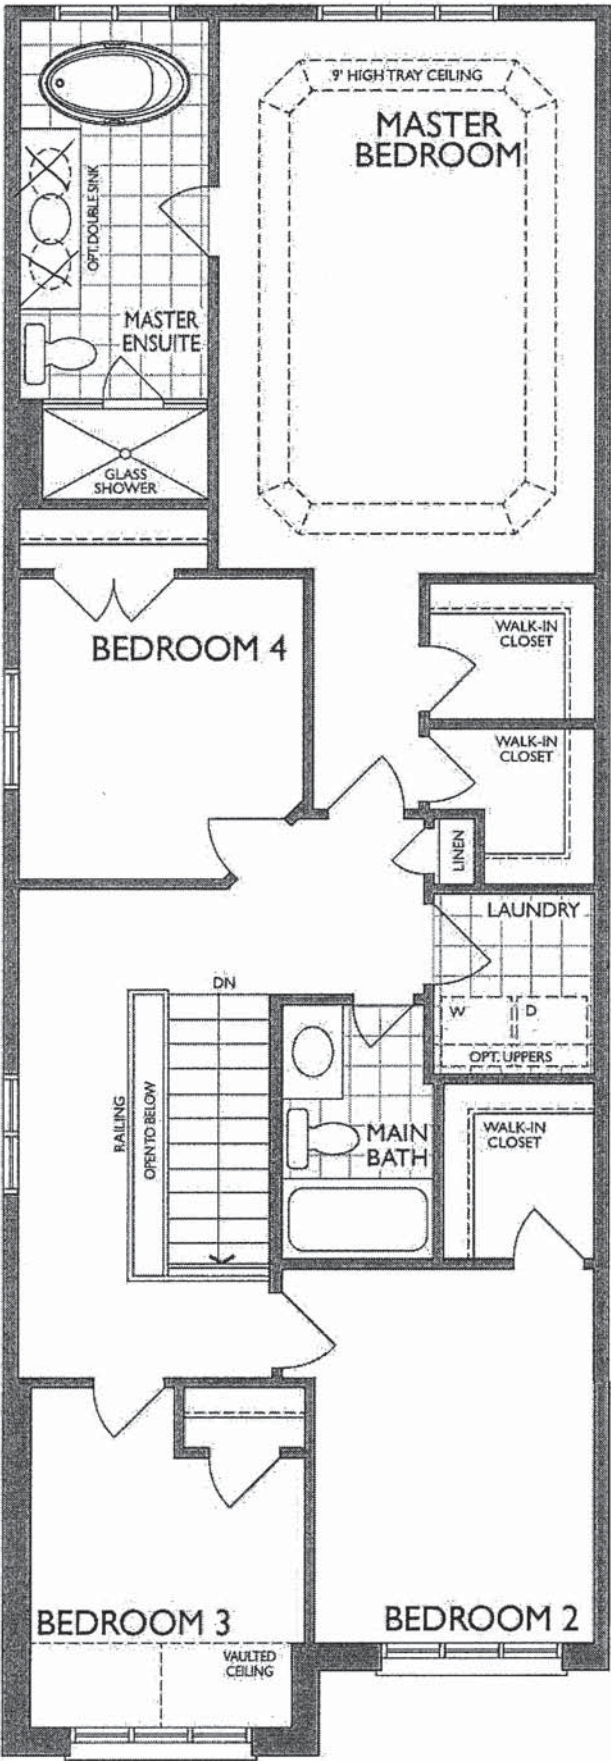 9' HIGH TRAY CEILING
MASTER
BEDROOM
OPT. DOUBLE SINK
MASTER
ENSUITE
GLASS
SHOWER
BEDROOM 4
WALK-IN
CLOSET
WALK-IN
CLOSET
LINEN
LAUNDRY
DN
W
D
OPT. UPPERS
RAILING
OPEN TO BELOW
MAIN
BATH
WALK-IN
CLOSET
BEDROOM 3
BEDROOM 2
VAULTED
CEILING